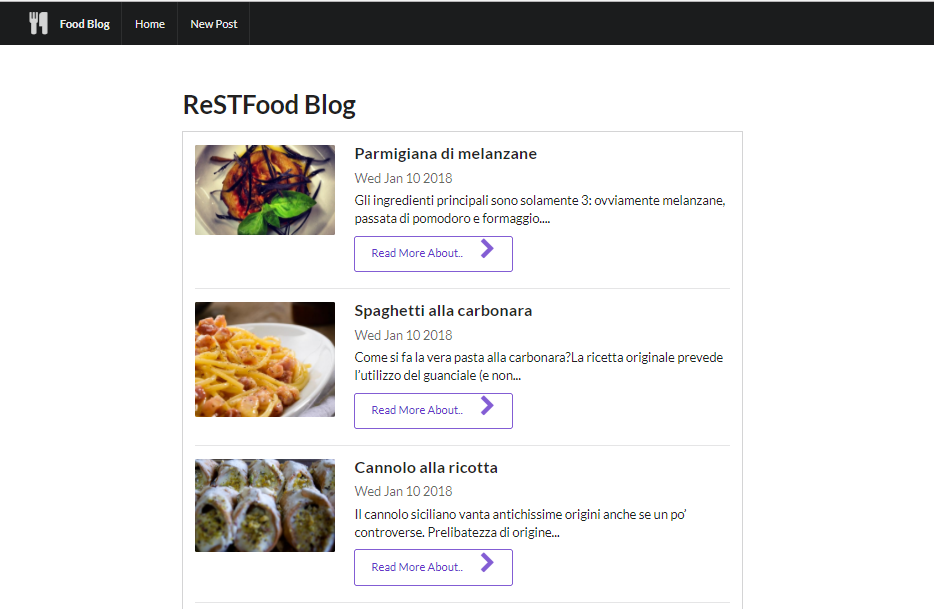 Food Blog
Home
New Post
ReSTFood Blog
Parmigiana di melanzane
Wed Jan 10 2018
Gli ingredienti principali sono solamente 3: ovviamente melanzane,
passata di pomodoro e formaggio....
Read More About..
Spaghetti alla carbonara
Wed Jan 10 2018
Come si fa la vera pasta alla carbonara?La ricetta originale prevede
l'utilizzo del guanciale (e non...
Read More About..
Cannolo alla ricotta
Wed Jan 10 2018
Il cannolo siciliano vanta antichissime origini anche se un po’
controverse. Prelibatezza di origine...
Read More About..